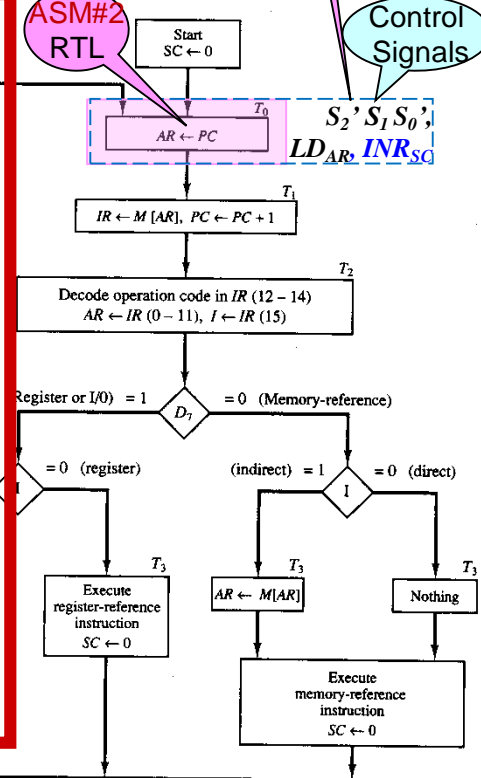 ASM#2
RTL
Control
Signals
Start
SC ← 0
T₀
AR ← PC
S₂' S₁ S₀',
LD_AR, INR_SC
T₁
IR ← M [AR], PC ← PC + 1
T₂
Decode operation code in IR (12 – 14)
AR ← IR (0 – 11), I ← IR (15)
Register or I/0) = 1
D₇
= 0 (Memory-reference)
I
= 0 (register)
(indirect) = 1
I
= 0 (direct)
T₃
Execute
register-reference
instruction
SC ← 0
T₃
AR ← M[AR]
T₃
Nothing
Execute
memory-reference
instruction
SC ← 0